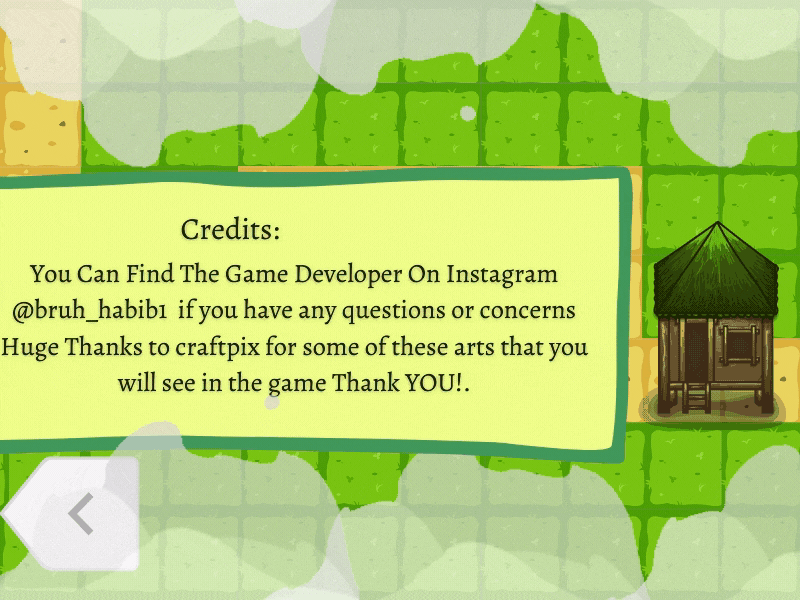 Credits:
You Can Find The Game Developer On Instagram
@bruh_habib1 if you have any questions or concerns
Huge Thanks to craftpix for some of these arts that you
will see in the game Thank YOU!.